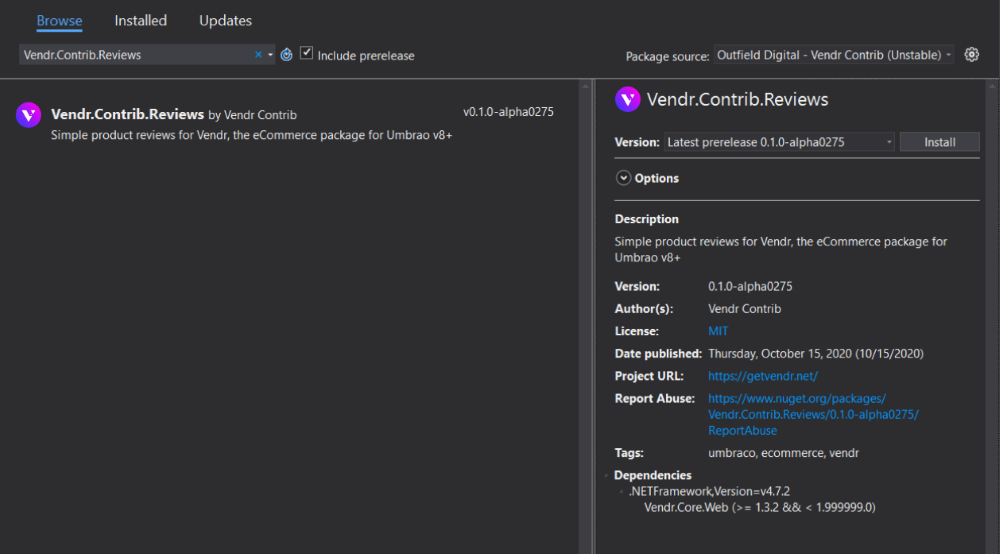 Browse Installed Updates
Vendr.Contrib.Reviews Include prerelease Package source: Outfield Digital - Vendr Contrib (Unstable)
Vendr.Contrib.Reviews by Vendr Contrib v0.1.0-alpha0275
Simple product reviews for Vendr, the eCommerce package for Umbrao v8+
Vendr.Contrib.Reviews
Version: Latest prerelease 0.1.0-alpha0275 Install
Options
Description
Simple product reviews for Vendr, the eCommerce package for
Umbrao v8+
Version: 0.1.0-alpha0275
Author(s): Vendr Contrib
License: MIT
Date published: Thursday, October 15, 2020 (10/15/2020)
Project URL: https://getvendr.net/
Report Abuse: https://www.nuget.org/packages/
Vendr.Contrib.Reviews/0.1.0-alpha0275/
ReportAbuse
Tags: umbraco, ecommerce, vendr
Dependencies
.NETFramework,Version=v4.7.2
Vendr.Core.Web (>= 1.3.2 && < 1.999999.0)